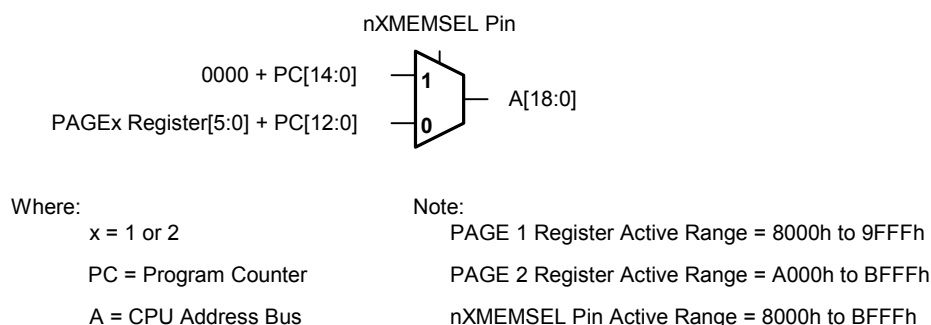 nXMEMSEL Pin
0000 + PC[14:0]
1
A[18:0]
PAGEx Register[5:0] + PC[12:0]
0
Where:
x = 1 or 2
PC = Program Counter
A = CPU Address Bus
Note:
PAGE 1 Register Active Range = 8000h to 9FFFh
PAGE 2 Register Active Range = A000h to BFFFh
nXMEMSEL Pin Active Range = 8000h to BFFFh